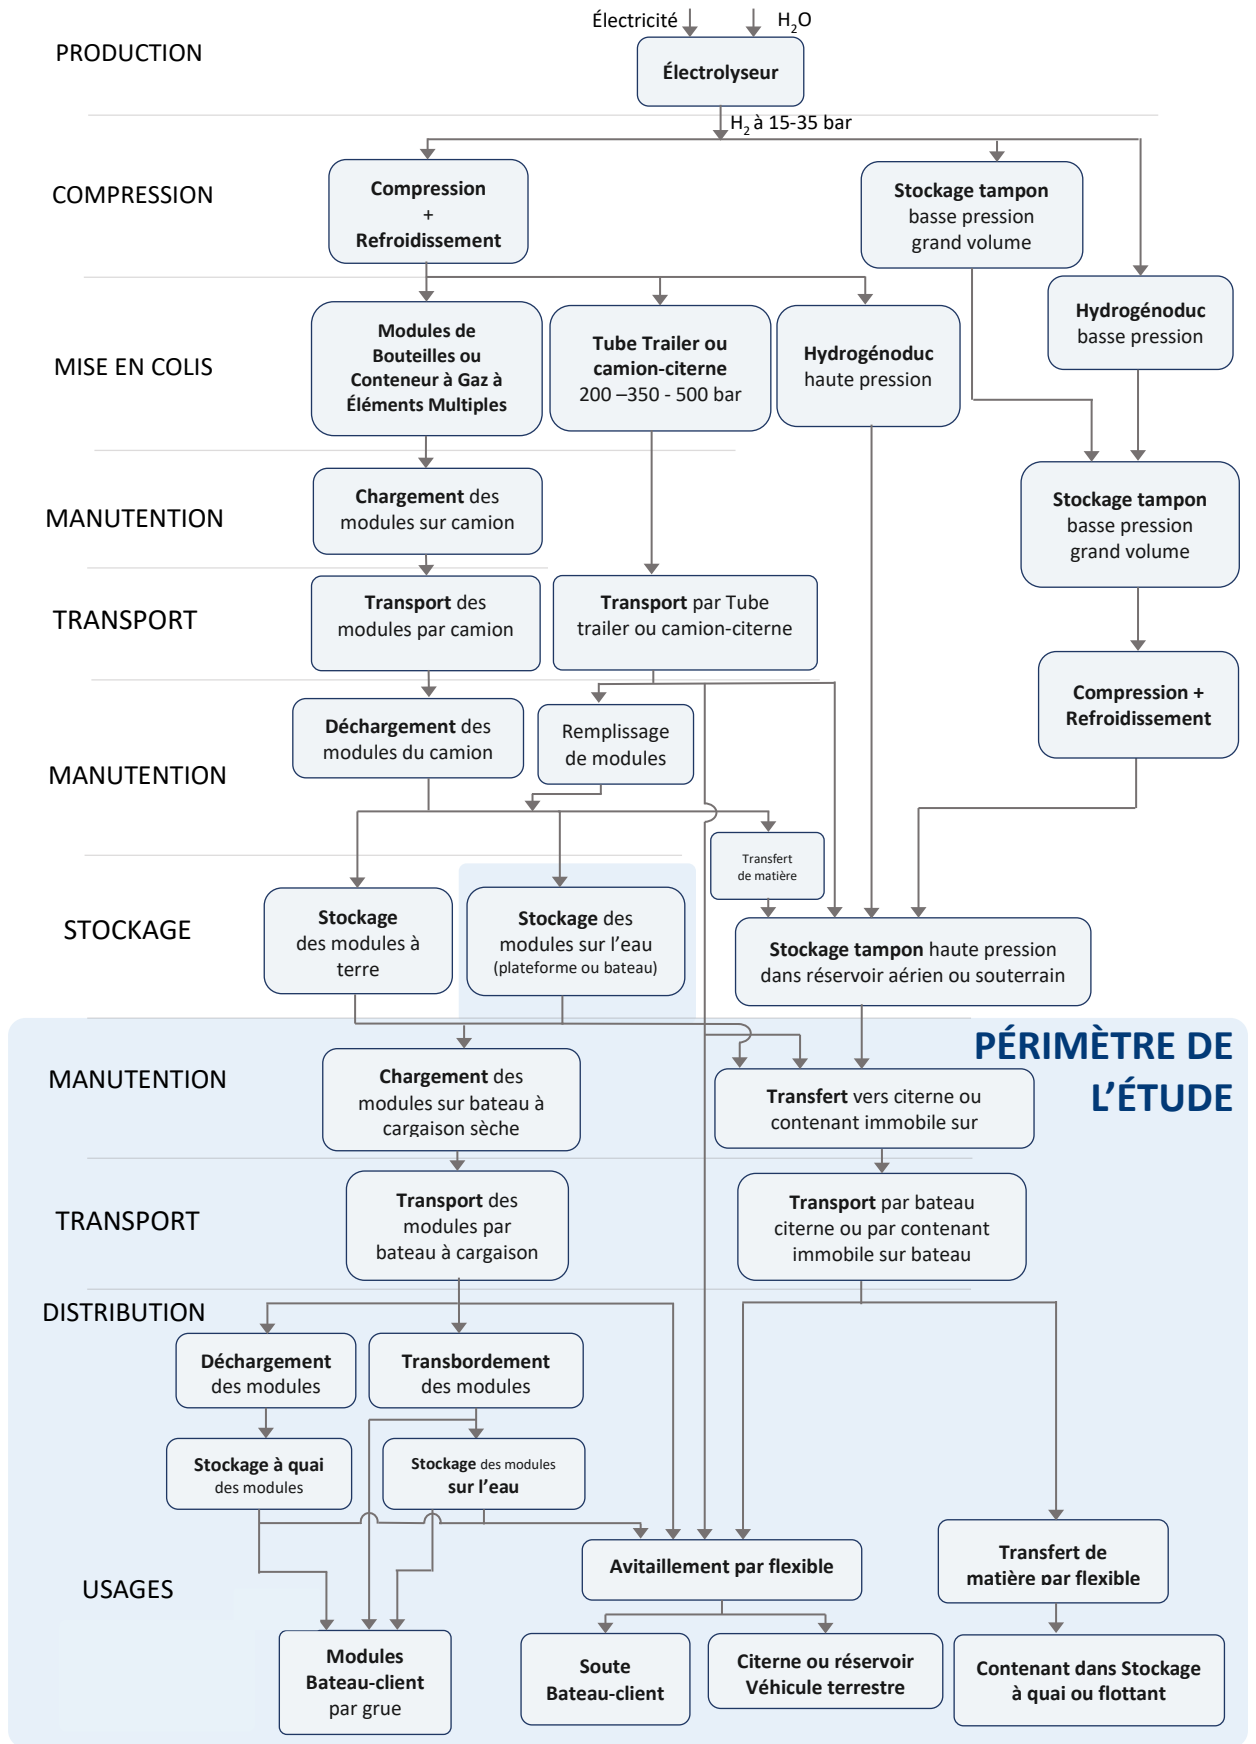 Électricité
H₂O
PRODUCTION
Électrolyseur
H₂ à 15-35 bar
COMPRESSION
Compression
+
Refroidissement
Stockage tampon
basse pression
grand volume
MISE EN COLIS
Modules de
Bouteilles ou
Conteneur à Gaz à
Éléments Multiples
Tube Trailer ou
camion-citerne
200 –350 - 500 bar
Hydrogénoduc
haute pression
Hydrogénoduc
basse pression
MANUTENTION
Chargement des
modules sur camion
Stockage tampon
basse pression
grand volume
TRANSPORT
Transport des
modules par camion
Transport par Tube
trailer ou camion-citerne
Compression +
Refroidissement
MANUTENTION
Déchargement des
modules du camion
Remplissage
de modules
Transfert
de matière
STOCKAGE
Stockage
des modules à
terre
Stockage des
modules sur l’eau
(plateforme ou bateau)
Stockage tampon haute pression
dans réservoir aérien ou souterrain
PÉRIMÈTRE DE
L’ÉTUDE
MANUTENTION
Chargement des
modules sur bateau à
cargaison sèche
Transfert vers citerne ou
contenant immobile sur
TRANSPORT
Transport des
modules par
bateau à cargaison
Transport par bateau
citerne ou par contenant
immobile sur bateau
DISTRIBUTION
Déchargement
des modules
Transbordement
des modules
Stockage à quai
des modules
Stockage des modules
sur l’eau
USAGES
Avitaillement par flexible
Transfert de
matière par flexible
Modules
Bateau-client
par grue
Soute
Bateau-client
Citerne ou réservoir
Véhicule terrestre
Contenant dans Stockage
à quai ou flottant